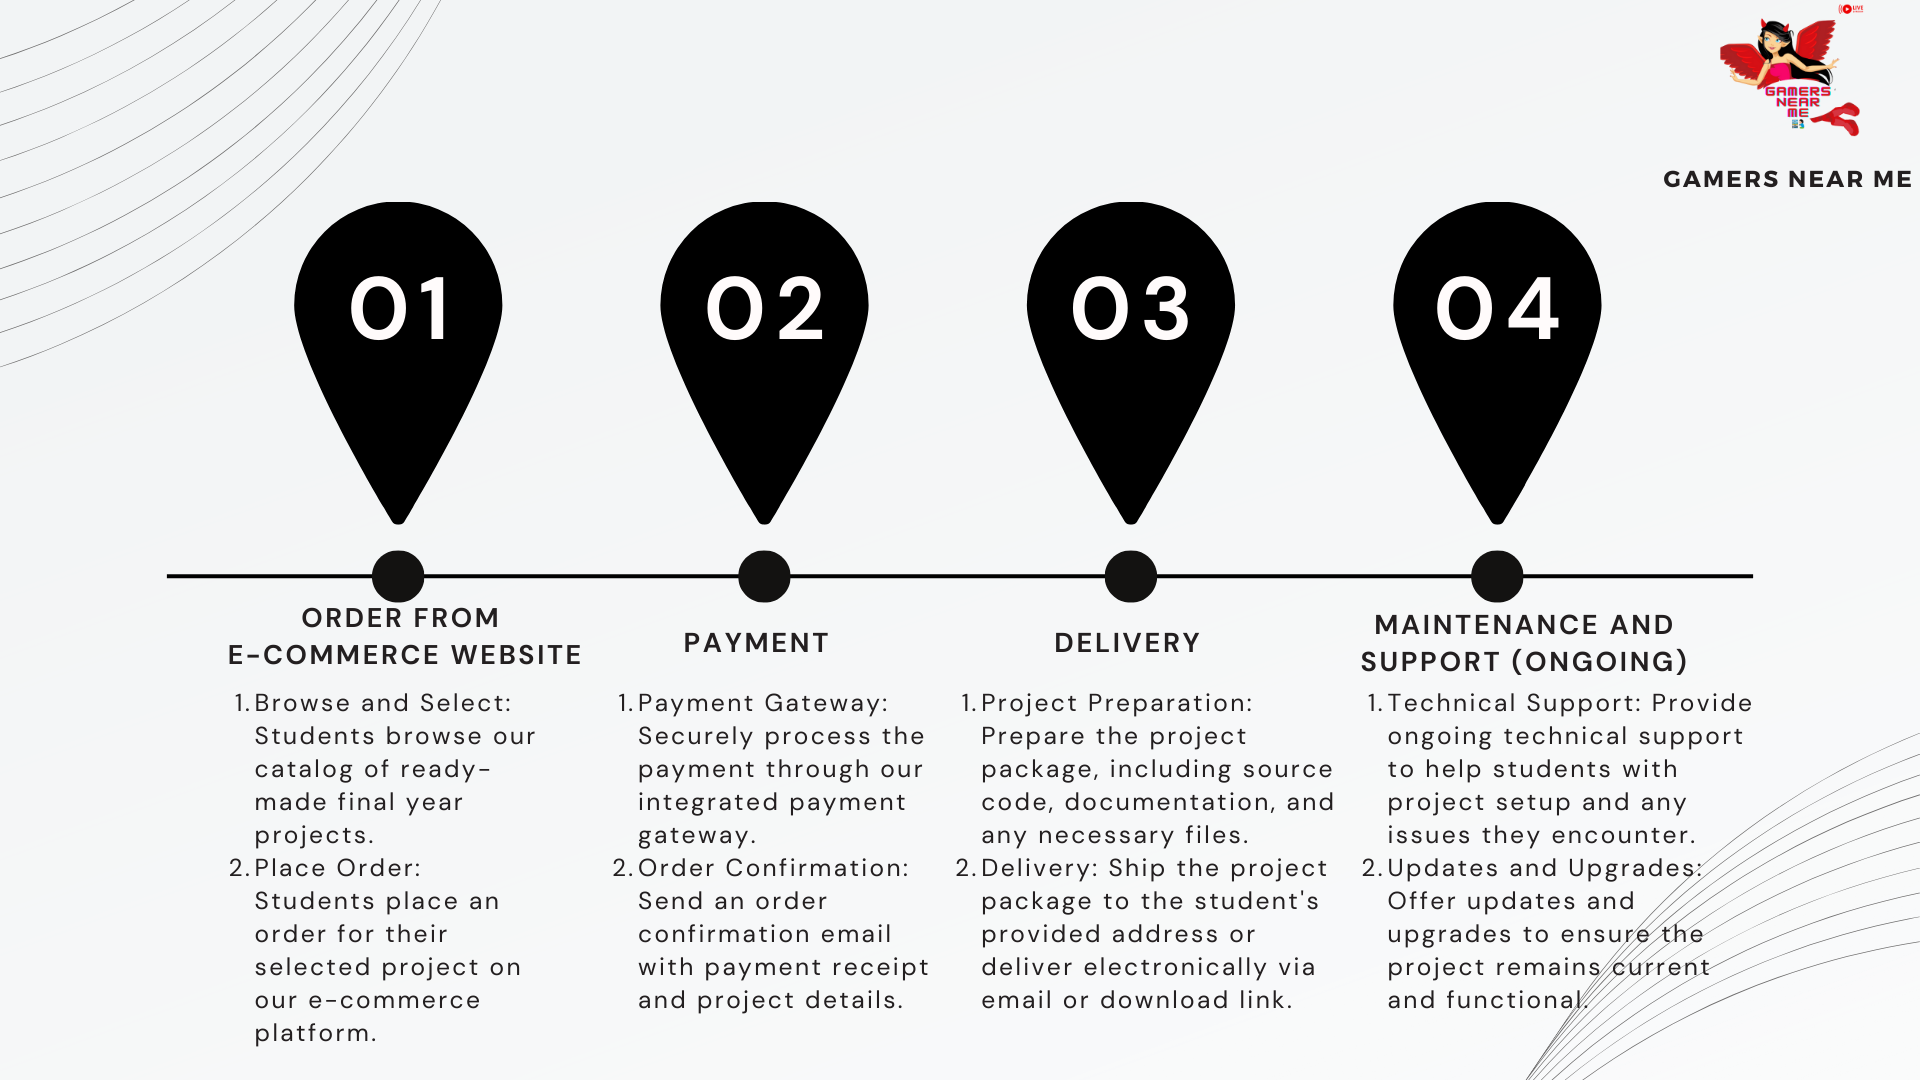 LIVE
GAMERS
NEAR
ME
GAMERS NEAR ME
01
02
03
04
ORDER FROM
E-COMMERCE WEBSITE
1. Browse and Select:
Students browse our
catalog of ready-
made final year
projects.
2. Place Order:
Students place an
order for their
selected project on
our e-commerce
platform.
PAYMENT
1. Payment Gateway:
Securely process the
payment through our
integrated payment
gateway.
2. Order Confirmation:
Send an order
confirmation email
with payment receipt
and project details.
DELIVERY
1. Project Preparation:
Prepare the project
package, including source
code, documentation, and
any necessary files.
2. Delivery: Ship the project
package to the student's
provided address or
deliver electronically via
email or download link.
MAINTENANCE AND
SUPPORT (ONGOING)
1. Technical Support: Provide
ongoing technical support
to help students with
project setup and any
issues they encounter.
2. Updates and Upgrades:
Offer updates and
upgrades to ensure the
project remains current
and functional.